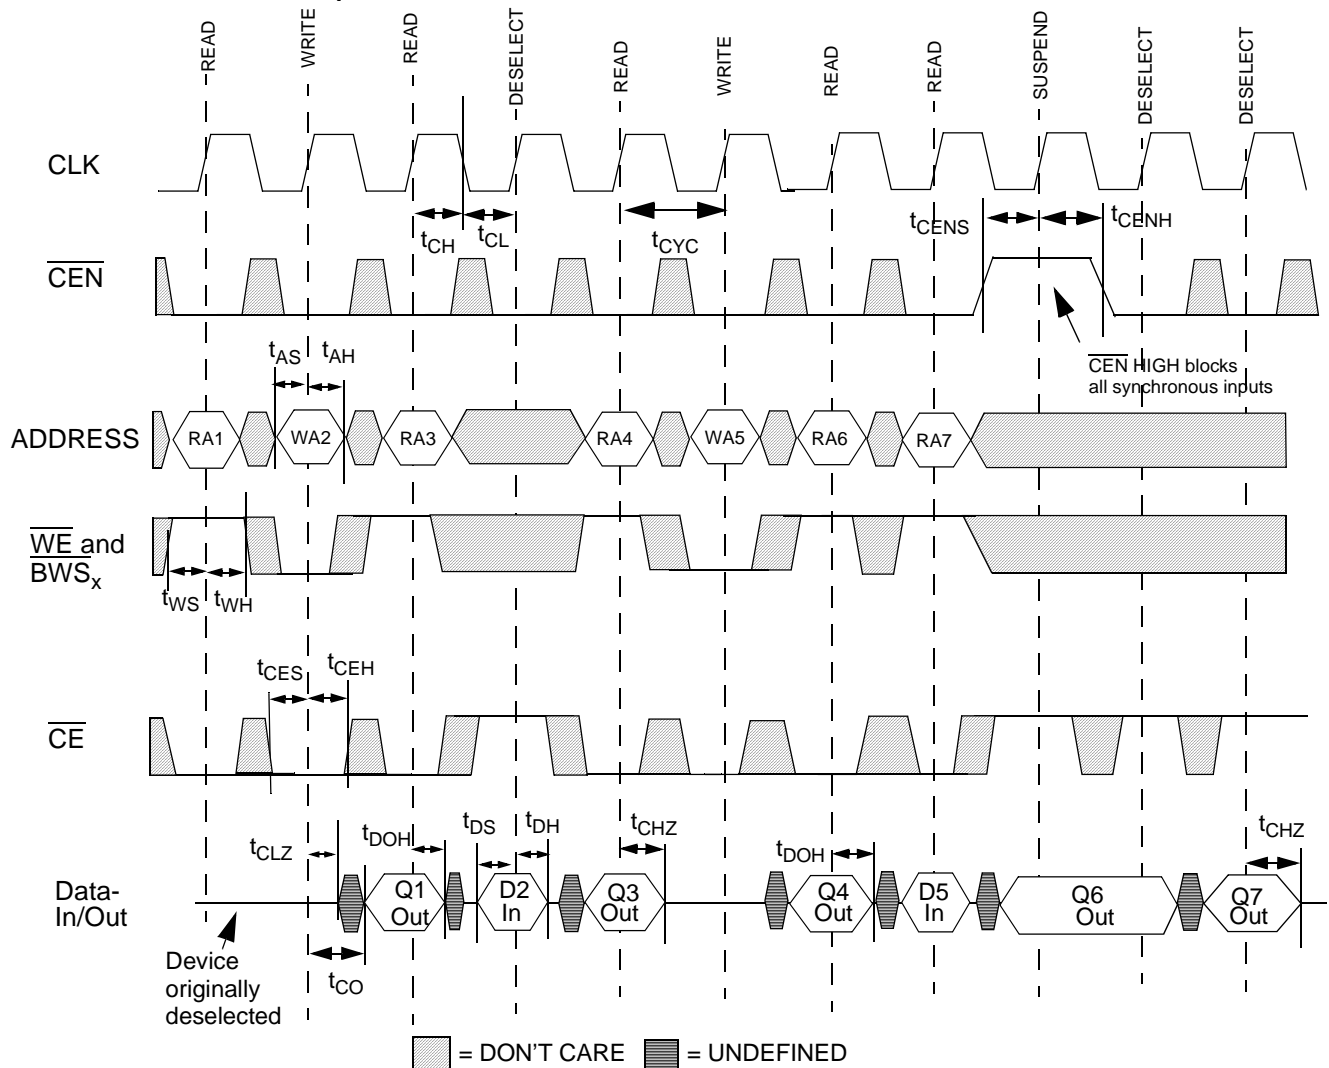 READ
WRITE
READ
DESELECT
READ
WRITE
READ
READ
SUSPEND
DESELECT
DESELECT
CLK
tCH
tCL
tCYC
tCENS
tCENH
CEN
CEN HIGH blocks
all synchronous inputs
tAS
tAH
ADDRESS
RA1
WA2
RA3
RA4
WA5
RA6
RA7
WE and
BWSx
tWS
tWH
tCES
tCEH
CE
tCLZ
tDOH
tDS
tDH
tCHZ
tDOH
tCHZ
Data-
In/Out
Q1
Out
D2
In
Q3
Out
Q4
Out
D5
In
Q6
Out
Q7
Out
tCO
Device
originally
deselected
= DON'T CARE
= UNDEFINED